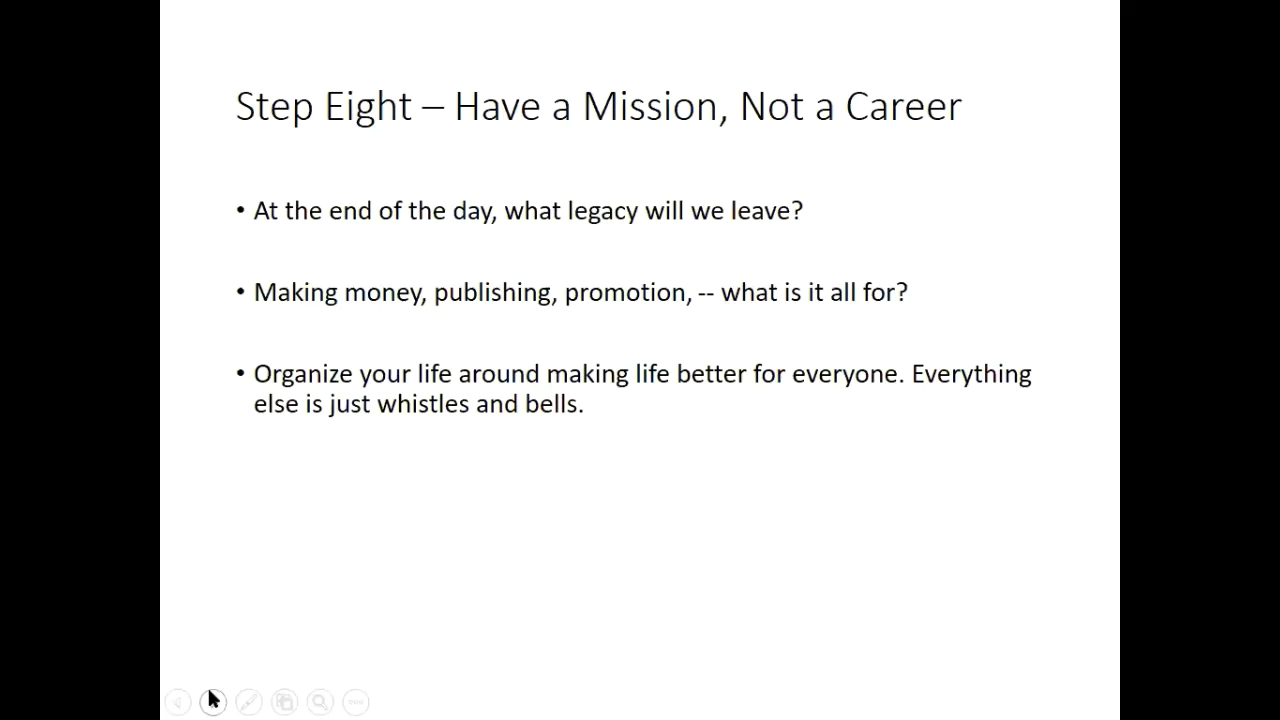 Step Eight – Have a Mission, Not a Career
• At the end of the day, what legacy will we leave?
• Making money, publishing, promotion, -- what is it all for?
• Organize your life around making life better for everyone. Everything
else is just whistles and bells.